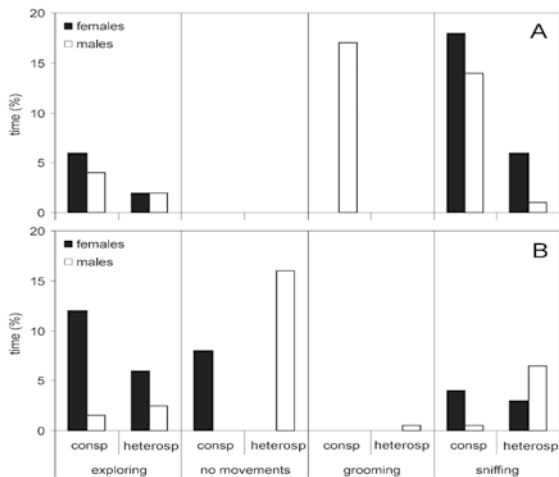 20
15
10
5
0
time (%)
females
males
A
20
15
10
5
0
time (%)
females
males
B
consp heterosp consp heterosp consp heterosp consp heterosp
exploring no movements grooming sniffing